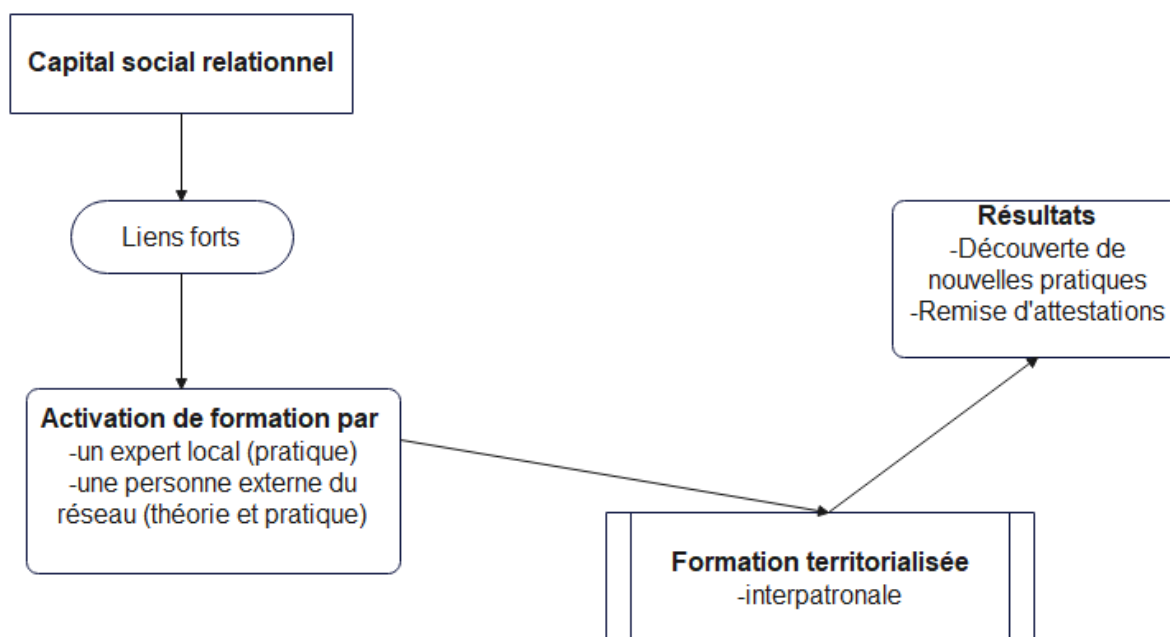 Capital social relationnel
Liens forts
Activation de formation par
-un expert local (pratique)
-une personne externe du
réseau (théorie et pratique)
Formation territorialisée
-interpatronale
Résultats
-Découverte de
nouvelles pratiques
-Remise d'attestations